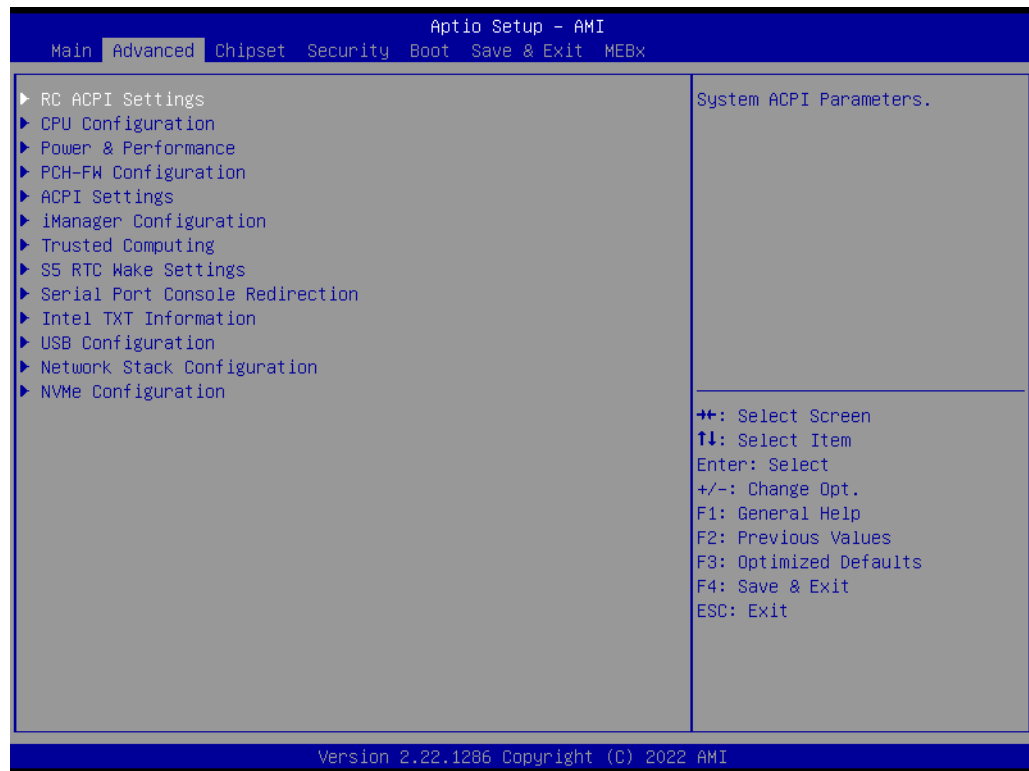 Aptio Setup – AMI
Main Advanced Chipset Security Boot Save & Exit MEBx
▶ RC ACPI Settings
▶ CPU Configuration
▶ Power & Performance
▶ PCH-FW Configuration
▶ ACPI Settings
▶ iManager Configuration
▶ Trusted Computing
▶ S5 RTC Wake Settings
▶ Serial Port Console Redirection
▶ Intel TXT Information
▶ USB Configuration
▶ Network Stack Configuration
▶ NVMe Configuration
System ACPI Parameters.
→←: Select Screen
↑↓: Select Item
Enter: Select
+/-: Change Opt.
F1: General Help
F2: Previous Values
F3: Optimized Defaults
F4: Save & Exit
ESC: Exit
Version 2.22.1286 Copyright (C) 2022 AMI